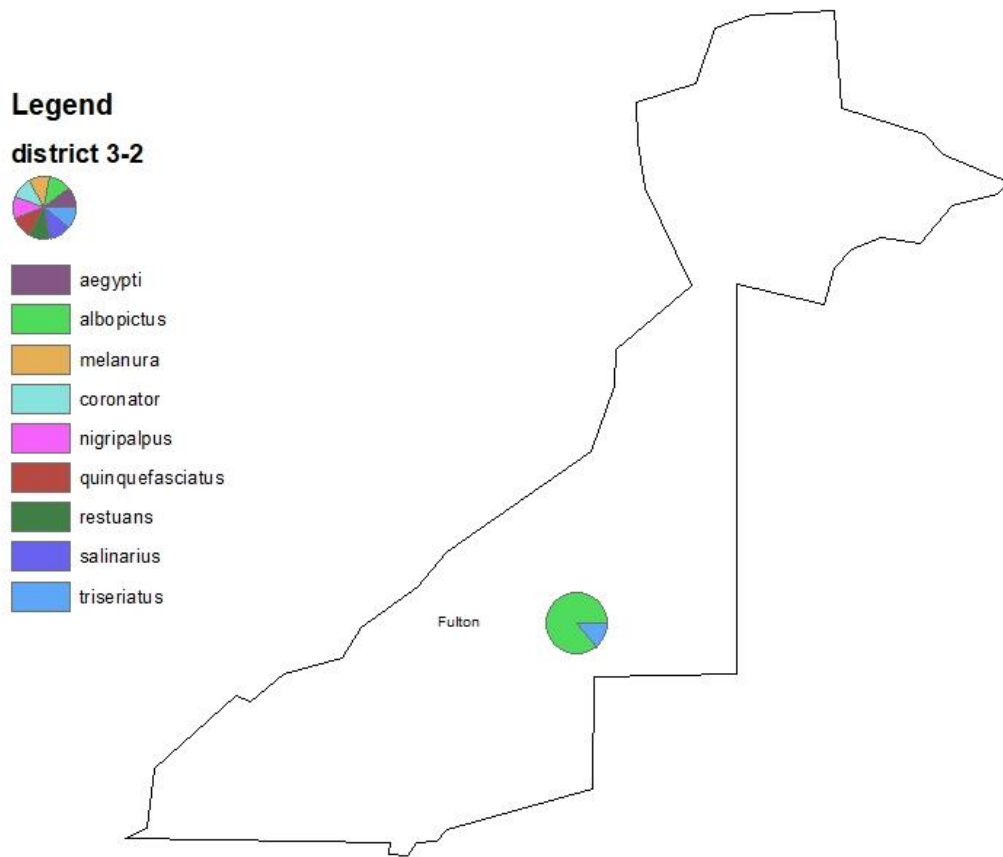 Legend
district 3-2
aegypti
albopictus
melanura
coronator
nigripalpus
quinquefasciatus
restuans
salinarius
triseriatus
Fulton